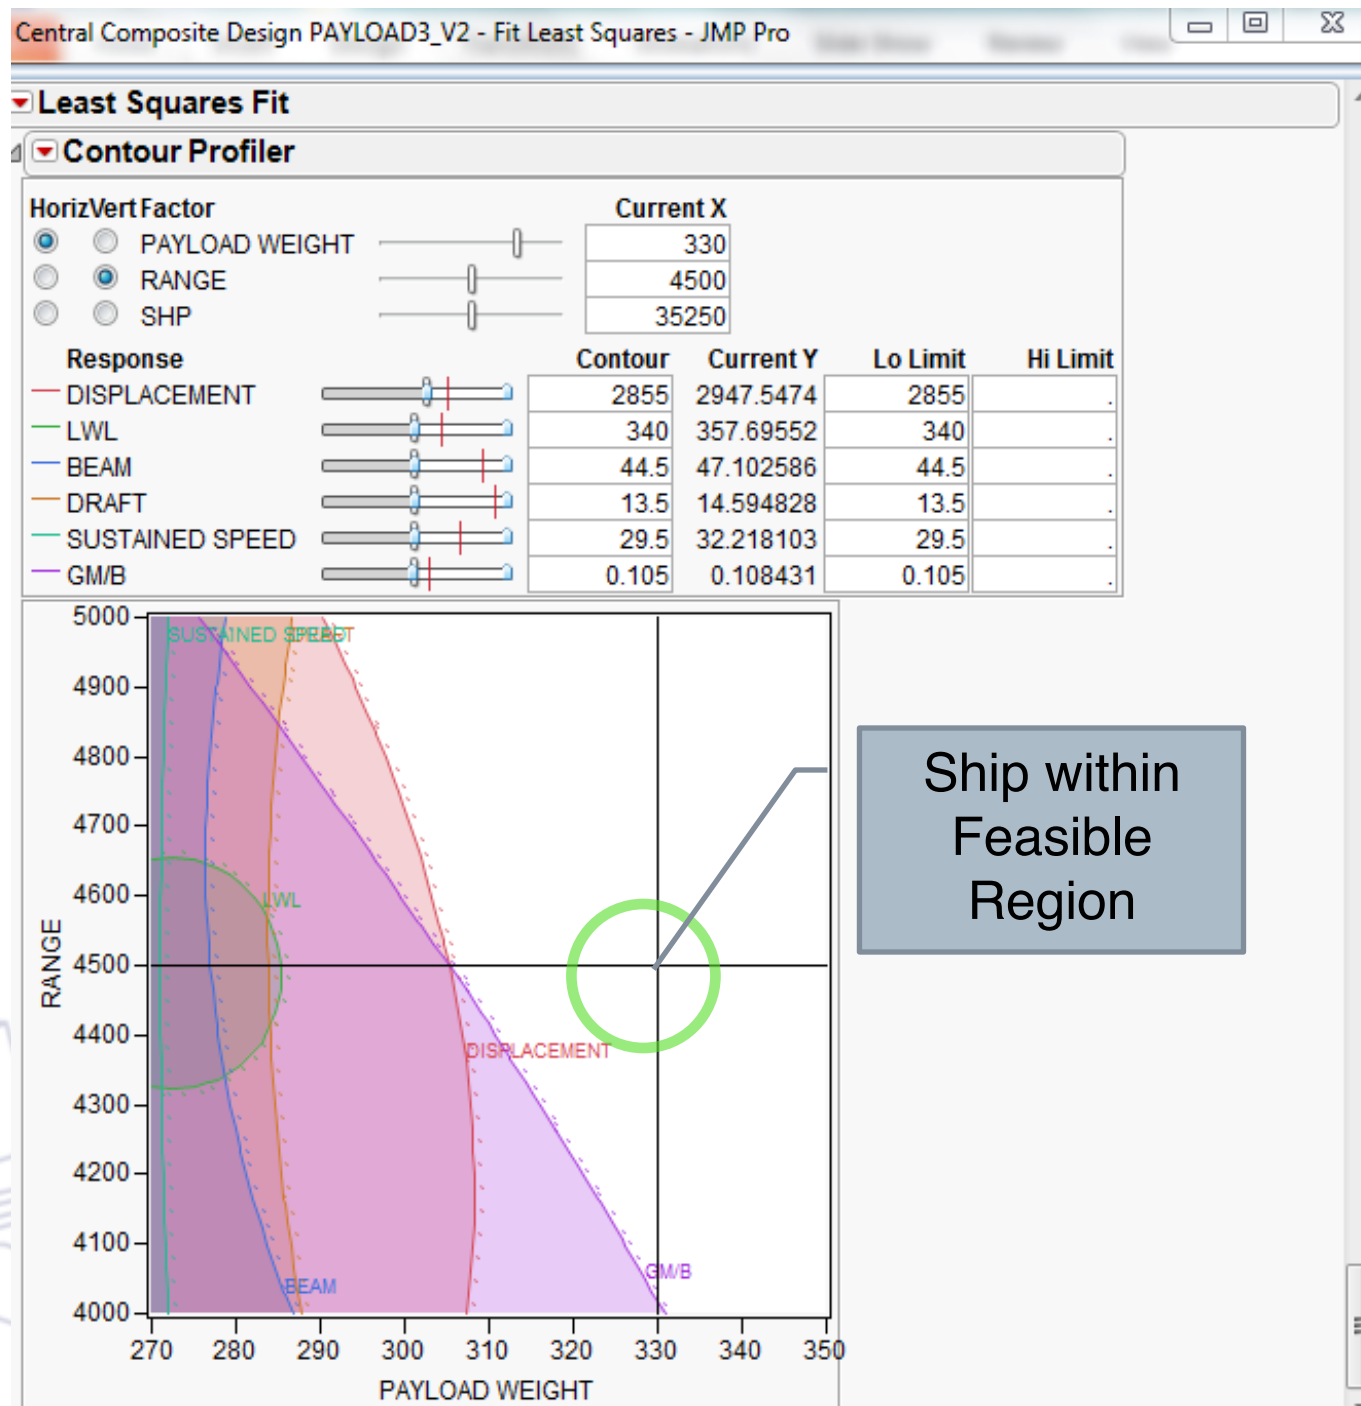 Central Composite Design PAYLOAD3_V2 - Fit Least Squares - JMP Pro
Least Squares Fit
Contour Profiler
Horiz Vert Factor Current X
PAYLOAD WEIGHT 330
RANGE 4500
SHP 35250
Response Contour Current Y Lo Limit Hi Limit
DISPLACEMENT 2855 2947.5474 2855 .
LWL 340 357.69552 340 .
BEAM 44.5 47.102586 44.5 .
DRAFT 13.5 14.594828 13.5 .
SUSTAINED SPEED 29.5 32.218103 29.5 .
GM/B 0.105 0.108431 0.105 .
5000
SUSTAINED SPEED DRAFT
4900
4800
4700
4600
LWL
4500
4400
DISPLACEMENT
4300
4200
4100
GM/B
BEAM
4000
RANGE
270 280 290 300 310 320 330 340 350
PAYLOAD WEIGHT
Ship within
Feasible
Region